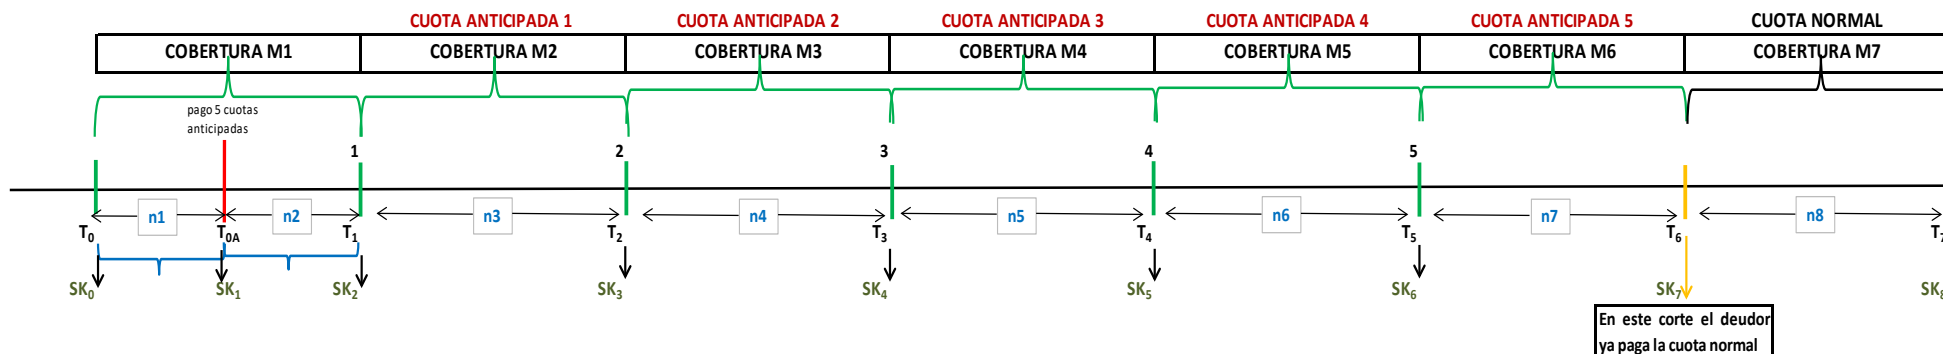 CUOTA ANTICIPADA 1 CUOTA ANTICIPADA 2 CUOTA ANTICIPADA 3 CUOTA ANTICIPADA 4 CUOTA ANTICIPADA 5 CUOTA NORMAL
COBERTURA M1 COBERTURA M2 COBERTURA M3 COBERTURA M4 COBERTURA M5 COBERTURA M6 COBERTURA M7
pago 5 cuotas
anticipadas
1 2 3 4 5
n1 n2 n3 n4 n5 n6 n7 n8
T0 T0A T1 T2 T3 T4 T5 T6 T7
SK0 SK1 SK2 SK3 SK4 SK5 SK6 SK7 SK8
En este corte el deudor
ya paga la cuota normal